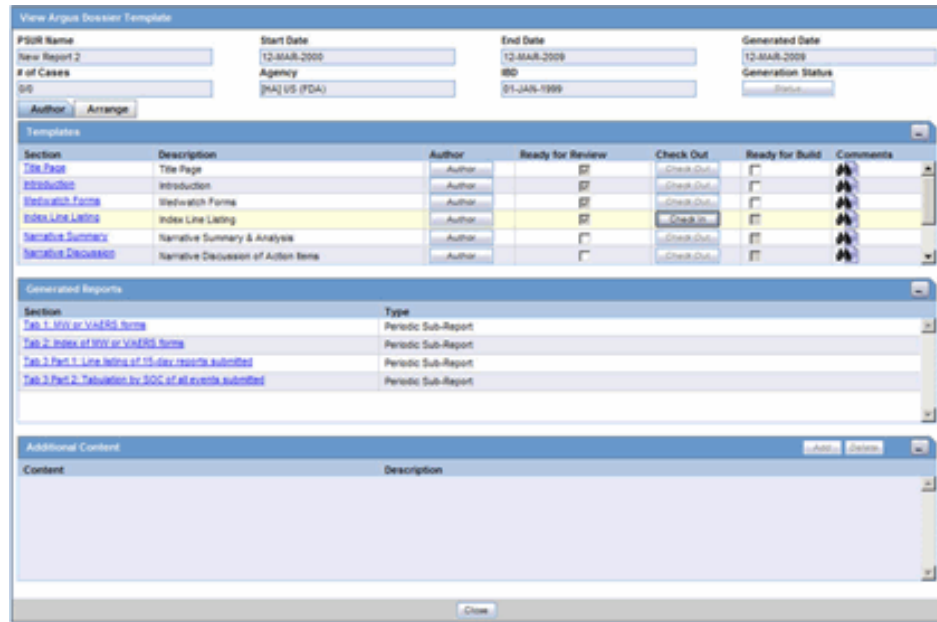 View Argus Dossier Template
PSUR Name Start Date End Date Generated Date
New Report 2 12-MAR-2000 12-MAR-2009 12-MAR-2009
# of Cases Agency IBD Generation Status
0/0 [HA] US (FDA) 01-JAN-1999 Status
Author Arrange
Templates
Section Description Author Ready for Review Check Out Ready for Build Comments
Title Page Title Page Author Check Out
Introduction Introduction Author Check Out
Medwatch Forms Medwatch Forms Author Check Out
Index Line Listing Index Line Listing Author Check In
Narrative Summary Narrative Summary & Analysis Author Check Out
Narrative Discussion Narrative Discussion of Action Items Author Check Out
Generated Reports
Section Type
Tab 1: MW or VAERS forms Periodic Sub-Report
Tab 2: Index of MW or VAERS forms Periodic Sub-Report
Tab 3 Part 1: Line listing of 15-day reports submitted Periodic Sub-Report
Tab 3 Part 2: Tabulation by SOC of all events submitted Periodic Sub-Report
Additional Content Add Delete
Content Description
Close